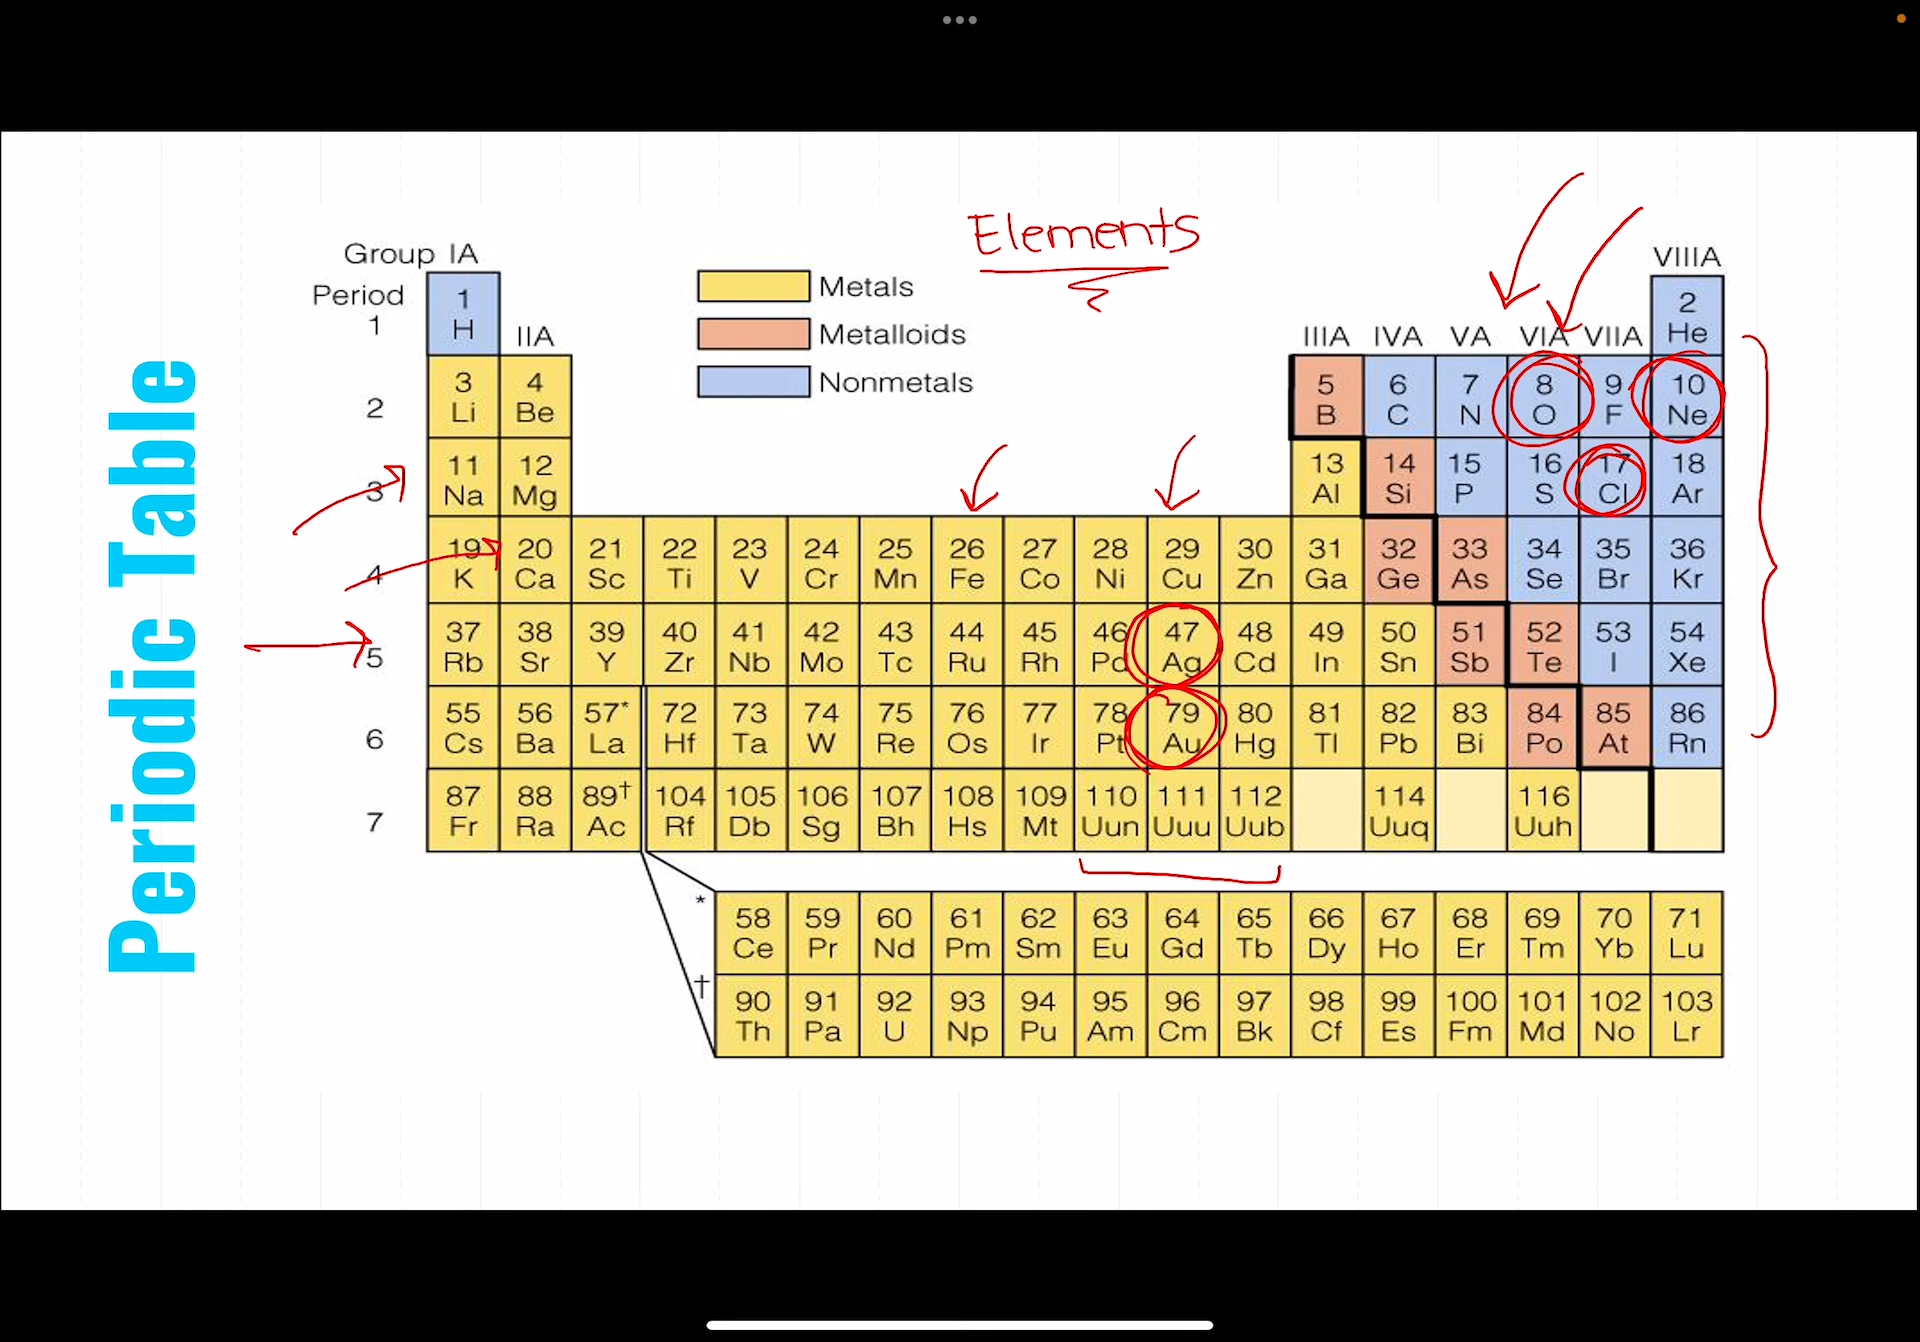 Periodic Table
Elements
Group IA
VIIIA
Period
1
1 H
2 He
IIA
Metals
Metalloids
Nonmetals
IIIA IVA VA VIA VIIA
2
3 Li
4 Be
5 B
6 C
7 N
8 O
9 F
10 Ne
3
11 Na
12 Mg
13 Al
14 Si
15 P
16 S
17 Cl
18 Ar
4
19 K
20 Ca
21 Sc
22 Ti
23 V
24 Cr
25 Mn
26 Fe
27 Co
28 Ni
29 Cu
30 Zn
31 Ga
32 Ge
33 As
34 Se
35 Br
36 Kr
5
37 Rb
38 Sr
39 Y
40 Zr
41 Nb
42 Mo
43 Tc
44 Ru
45 Rh
46 Pd
47 Ag
48 Cd
49 In
50 Sn
51 Sb
52 Te
53 I
54 Xe
6
55 Cs
56 Ba
57* La
72 Hf
73 Ta
74 W
75 Re
76 Os
77 Ir
78 Pt
79 Au
80 Hg
81 Tl
82 Pb
83 Bi
84 Po
85 At
86 Rn
7
87 Fr
88 Ra
89† Ac
104 Rf
105 Db
106 Sg
107 Bh
108 Hs
109 Mt
110 Uun
111 Uuu
112 Uub
114 Uuq
116 Uuh
*
58 Ce
59 Pr
60 Nd
61 Pm
62 Sm
63 Eu
64 Gd
65 Tb
66 Dy
67 Ho
68 Er
69 Tm
70 Yb
71 Lu
†
90 Th
91 Pa
92 U
93 Np
94 Pu
95 Am
96 Cm
97 Bk
98 Cf
99 Es
100 Fm
101 Md
102 No
103 Lr